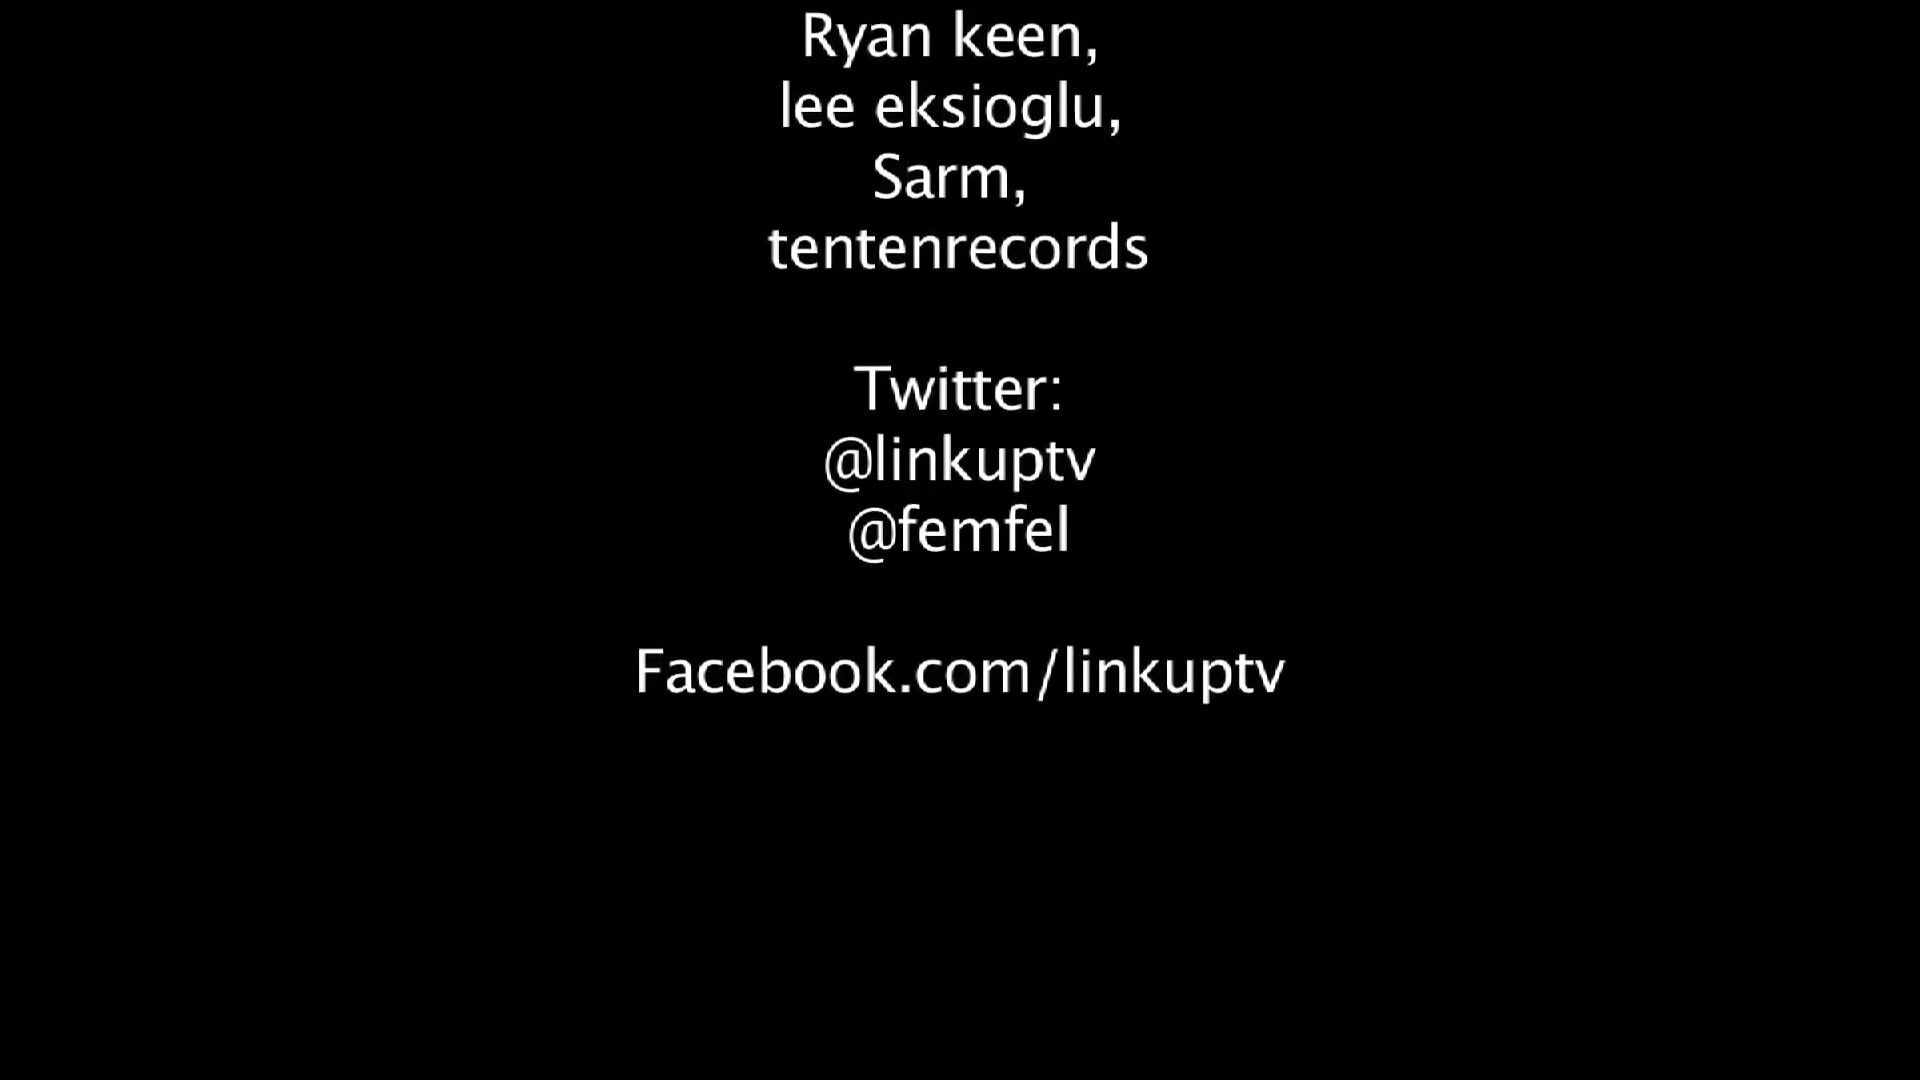 Ryan keen,
lee eksioglu,
Sarm,
tentenrecords
Twitter:
@linkuptv
@femfel
Facebook.com/linkuptv